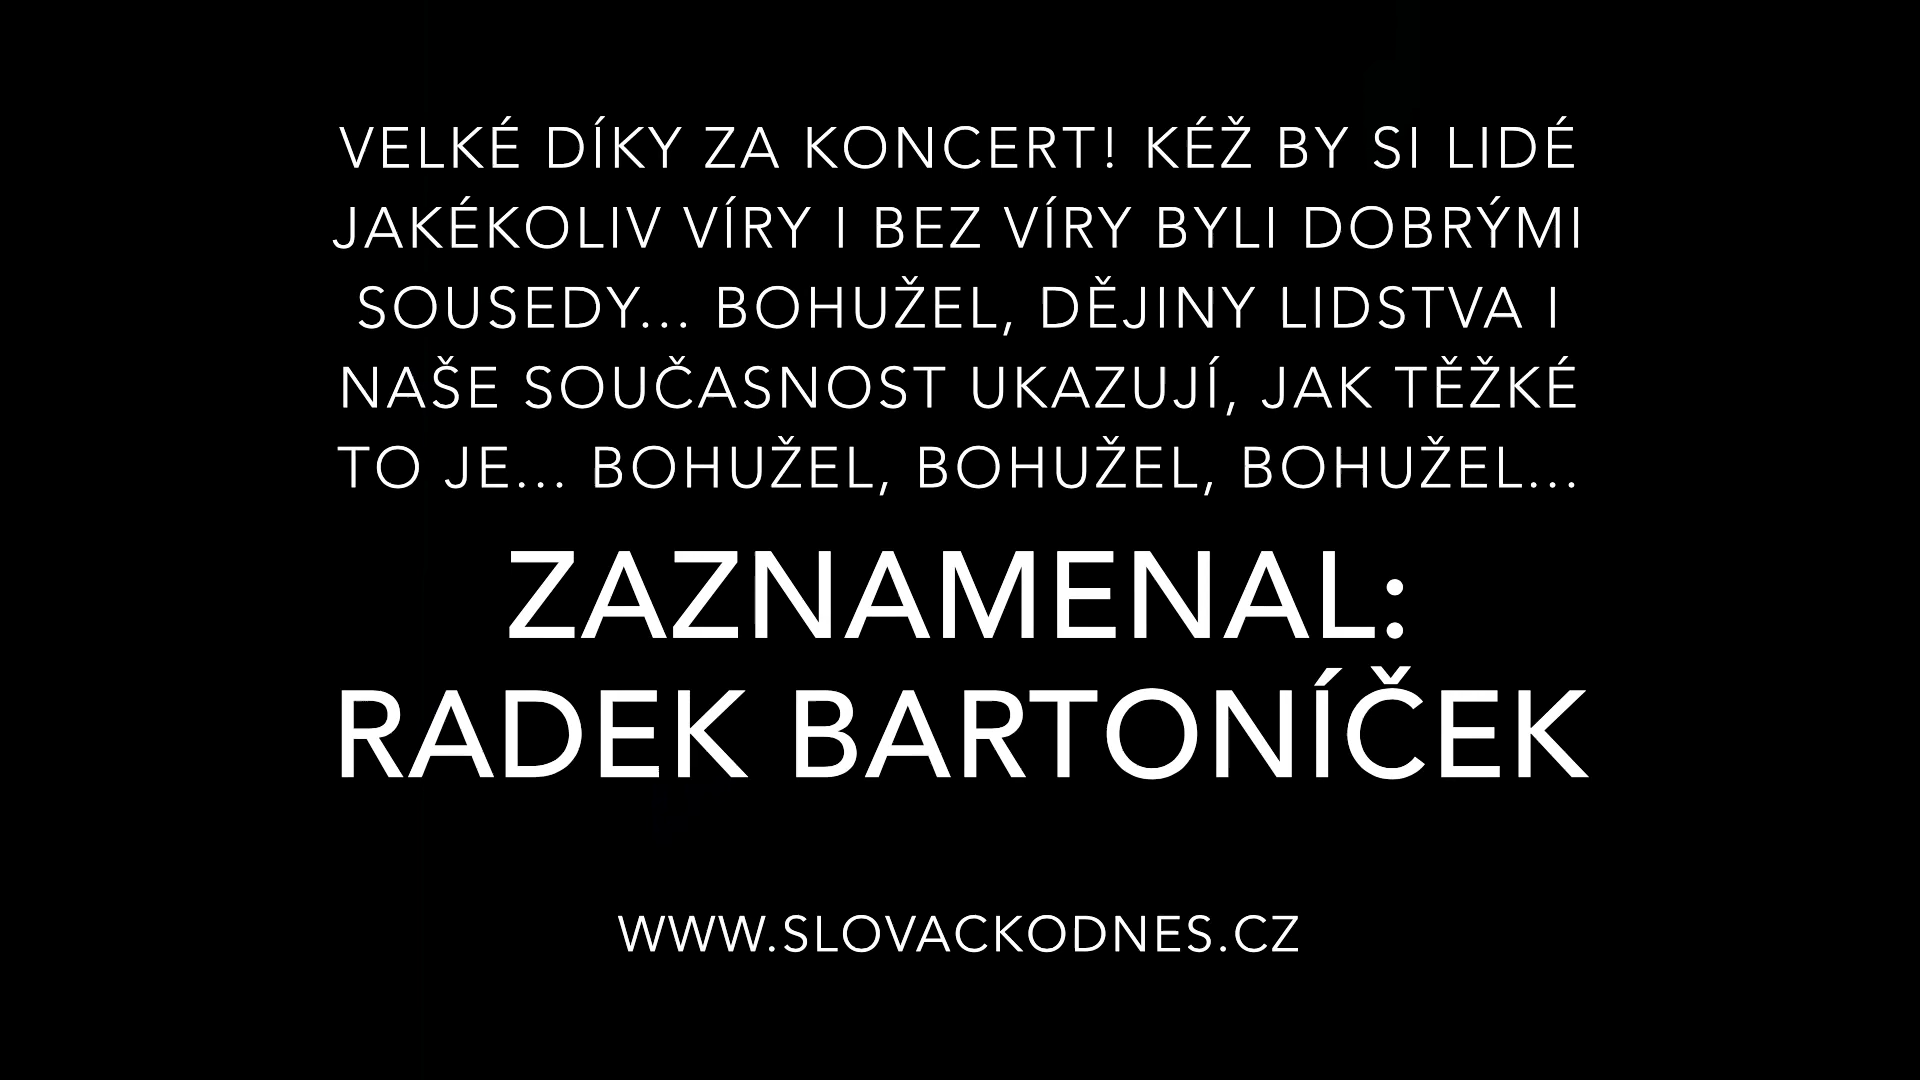 VELKÉ DÍKY ZA KONCERT! KÉŽ BY SI LIDÉ
JAKÉKOLIV VÍRY I BEZ VÍRY BYLI DOBRÝMI
SOUSEDY... BOHUŽEL, DĚJINY LIDSTVA I
NAŠE SOUČASNOST UKAZUJÍ, JAK TĚŽKÉ
TO JE... BOHUŽEL, BOHUŽEL, BOHUŽEL...
ZAZNAMENAL:
RADEK BARTONÍČEK
WWW.SLOVACKODNES.CZ